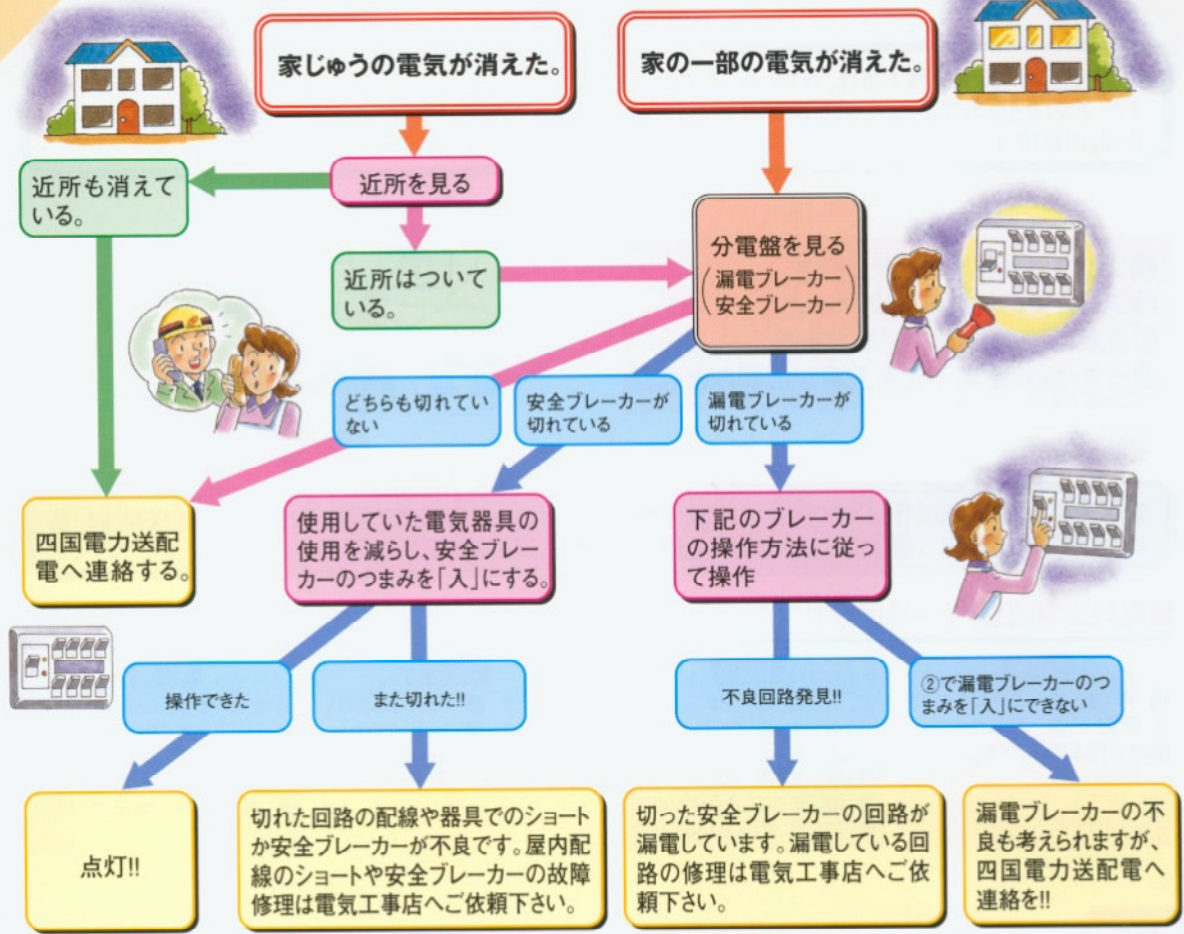 家じゅうの電気が消えた。
家の一部の電気が消えた。
近所も消えて
いる。
近所を見る
近所はついて
いる。
分電盤を見る
(漏電ブレーカー
安全ブレーカー)
どちらも切れてい
ない
安全ブレーカーが
切れている
漏電ブレーカーが
切れている
四国電力送配
電へ連絡する。
使用していた電気器具の
使用を減らし、安全ブレー
カーのつまみを「入」にする。
下記のブレーカー
の操作方法に従っ
て操作
操作できた
また切れた!!
不良回路発見!!
②で漏電ブレーカーのつ
まみを「入」にできない
点灯!!
切れた回路の配線や器具でのショート
か安全ブレーカーが不良です。屋内配
線のショートや安全ブレーカーの故障
修理は電気工事店へご依頼下さい。
切った安全ブレーカーの回路が
漏電しています。漏電している回
路の修理は電気工事店へご依
頼下さい。
漏電ブレーカーの不
良も考えられますが、
四国電力送配電へ
連絡を!!